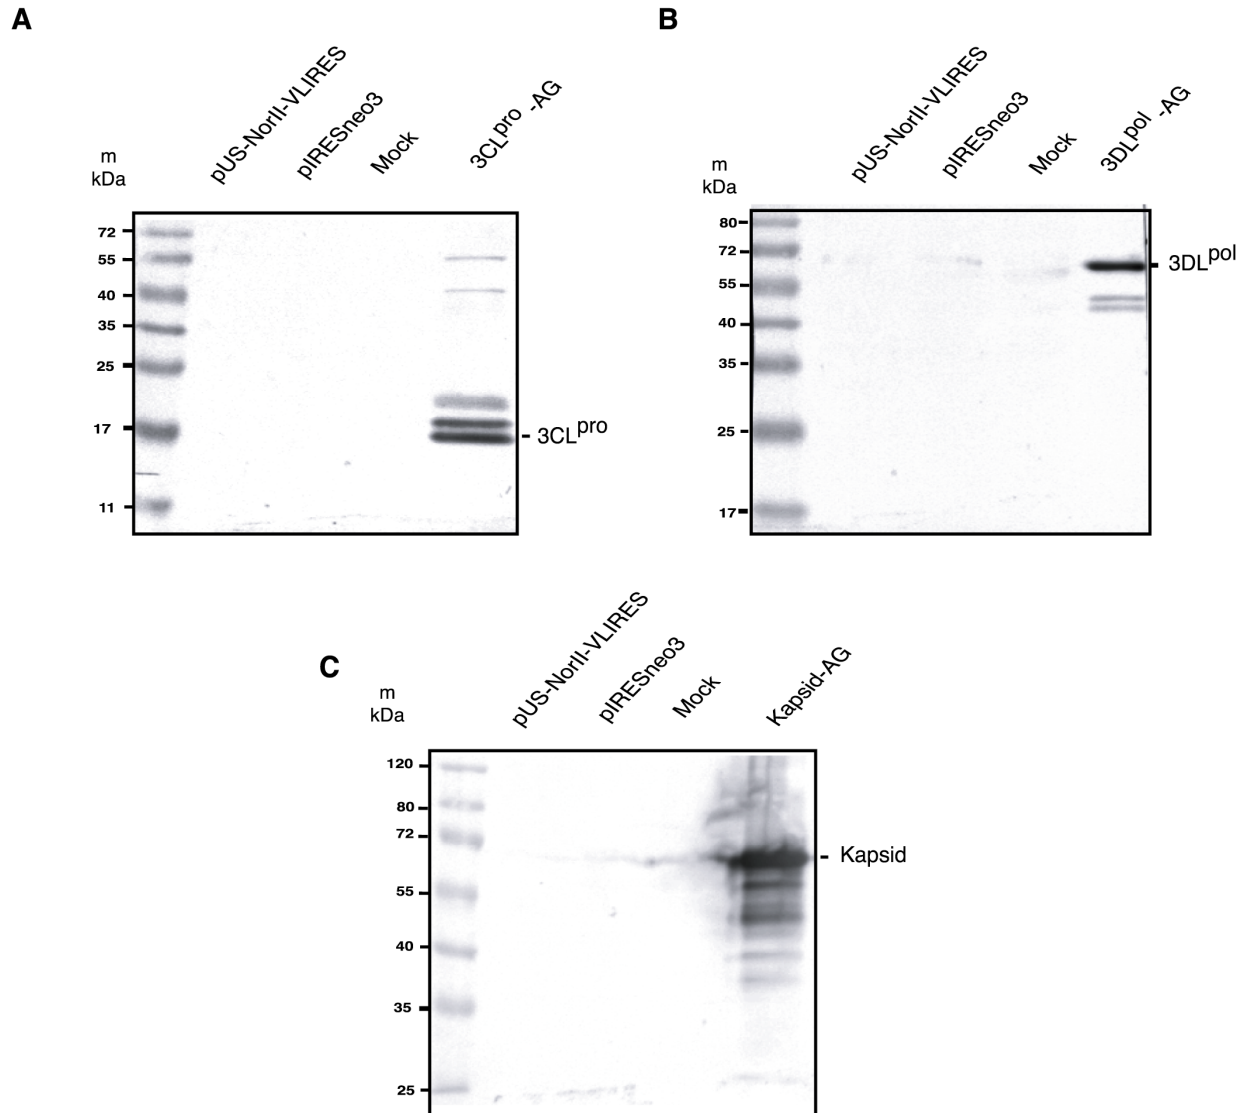 A
m
kDa
pUS-NorII-VLIRES
pIRESneo3
Mock
3CLpro-AG
72
55
40
35
25
17
11
3CLpro
B
m
kDa
pUS-NorII-VLIRES
pIRESneo3
Mock
3DLpol-AG
80
72
55
40
35
25
17
3DLpol
C
m
kDa
pUS-NorII-VLIRES
pIRESneo3
Mock
Kapsid-AG
120
80
72
55
40
35
25
Kapsid